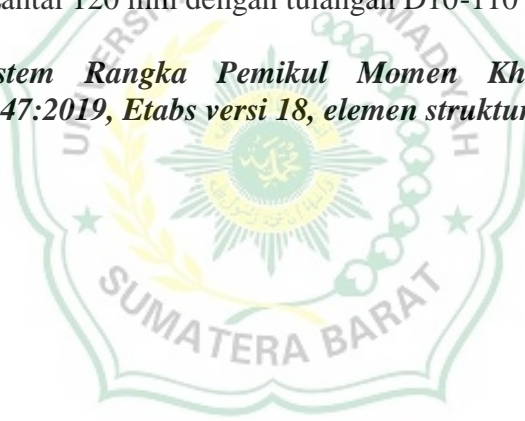 antai 120 mm dengan tulangan D10-110
stem Rangka Pemikul Momen Kh
47:2019, Etabs versi 18, elemen struktur
SUMATERA BARAT